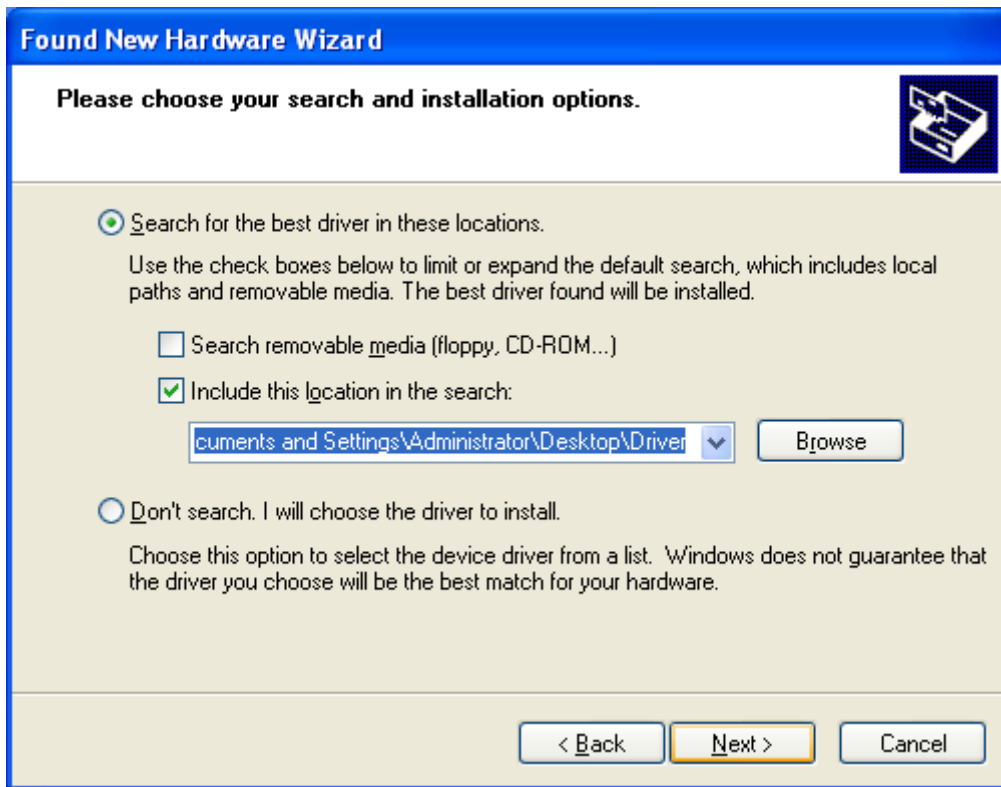 Found New Hardware Wizard
Please choose your search and installation options.
Search for the best driver in these locations.
Use the check boxes below to limit or expand the default search, which includes local
paths and removable media. The best driver found will be installed.
Search removable media (floppy, CD-ROM...)
Include this location in the search:
cuments and Settings\Administrator\Desktop\Driver
Browse
Don't search. I will choose the driver to install.
Choose this option to select the device driver from a list. Windows does not guarantee that
the driver you choose will be the best match for your hardware.
< Back Next > Cancel